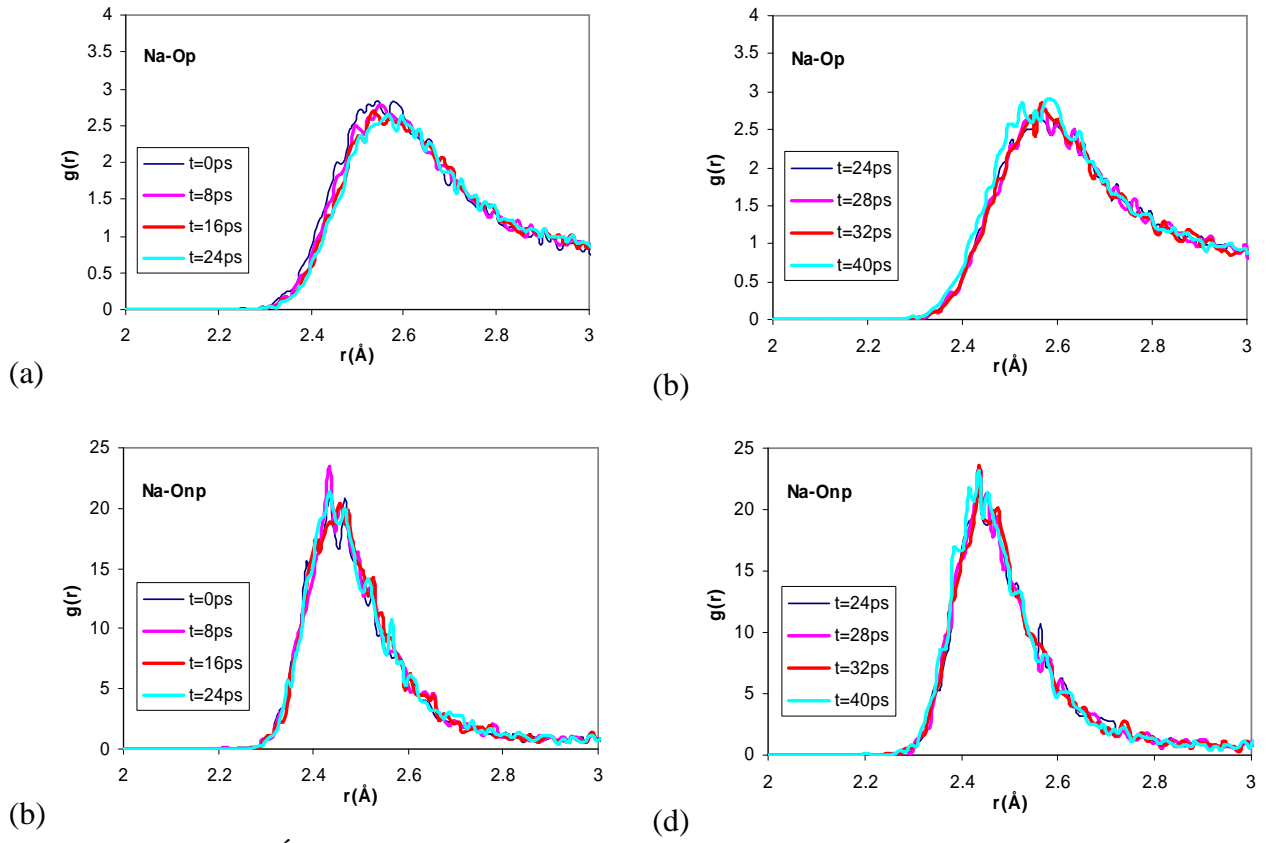 4
3.5
3
2.5
2
1.5
1
0.5
0
g(r)
Na-Op
t=0ps
t=8ps
t=16ps
t=24ps
2 2.2 2.4 2.6 2.8 3
r(Å)
(a)
4
3.5
3
2.5
2
1.5
1
0.5
0
g(r)
Na-Op
t=24ps
t=28ps
t=32ps
t=40ps
2 2.2 2.4 2.6 2.8 3
r(Å)
(b)
25
20
15
10
5
0
g(r)
Na-Onp
t=0ps
t=8ps
t=16ps
t=24ps
2 2.2 2.4 2.6 2.8 3
r(Å)
(b)
25
20
15
10
5
0
g(r)
Na-Onp
t=24ps
t=28ps
t=32ps
t=40ps
2 2.2 2.4 2.6 2.8 3
r(Å)
(d)